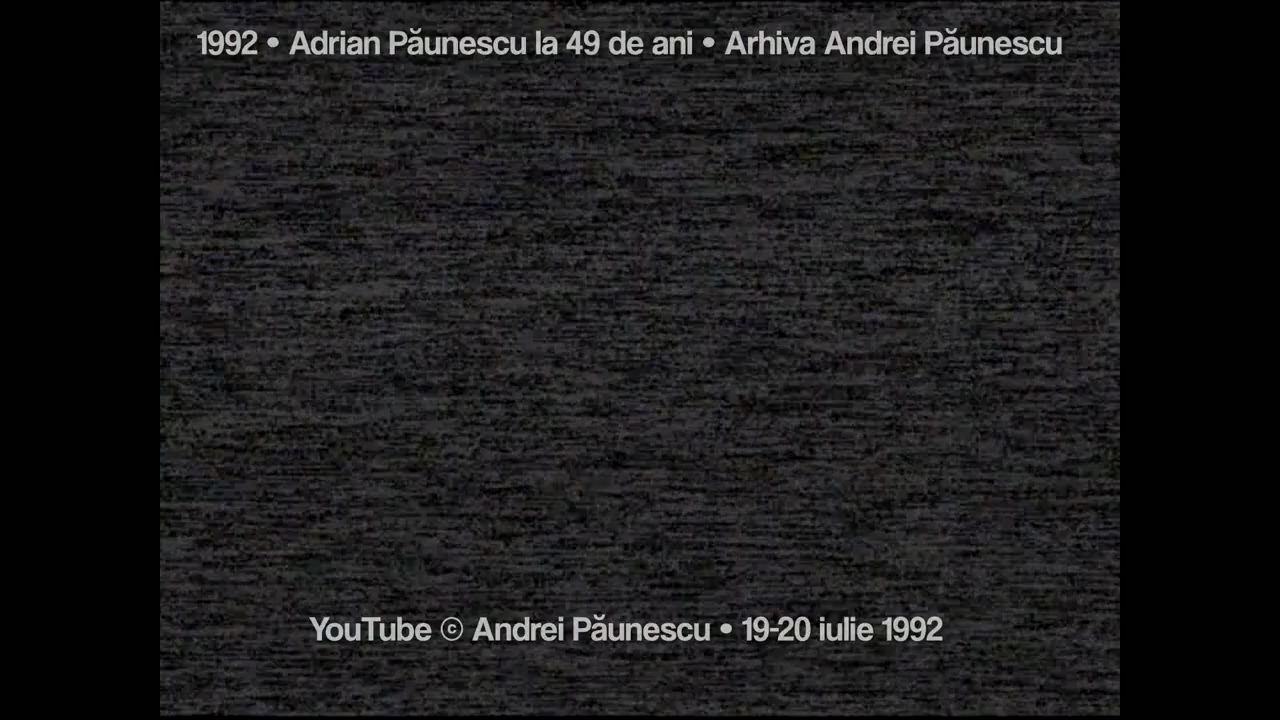 1992 • Adrian Păunescu la 49 de ani • Arhiva Andrei Păunescu
YouTube © Andrei Păunescu • 19-20 iulie 1992